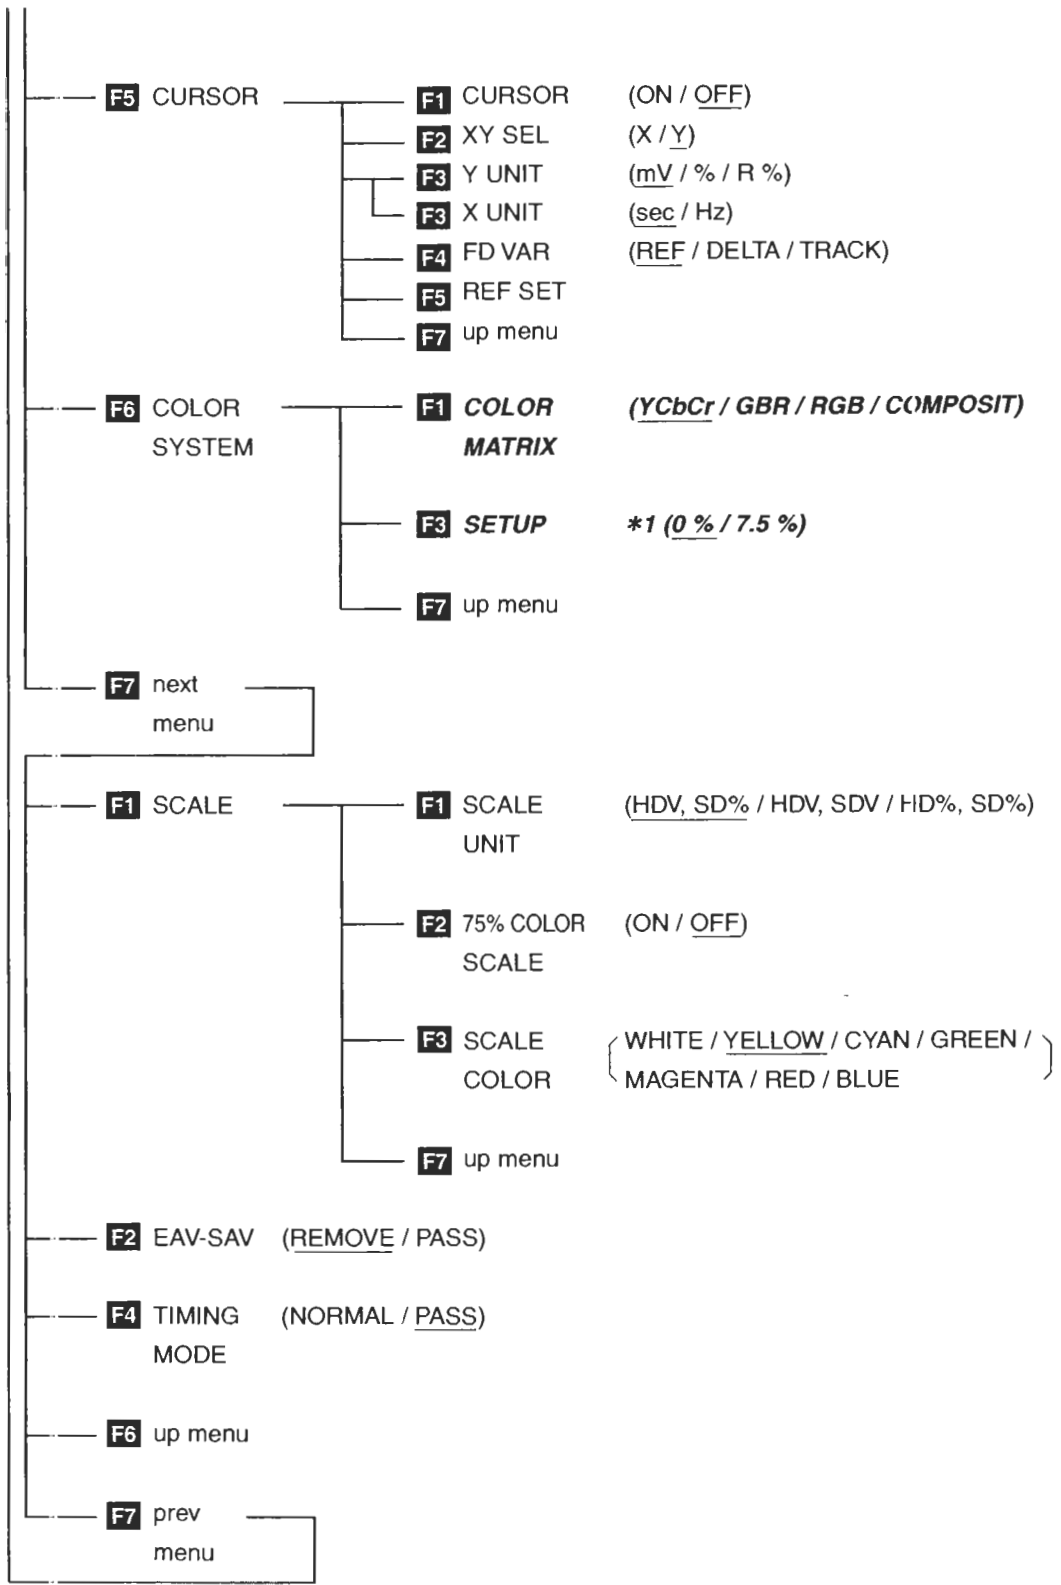 F5 CURSOR F1 CURSOR (ON / OFF)
F2 XY SEL (X / Y)
F3 Y UNIT (mV / % / R %)
F3 X UNIT (sec / Hz)
F4 FD VAR (REF / DELTA / TRACK)
F5 REF SET
F7 up menu
F6 COLOR F1 COLOR (YCbCr / GBR / RGB / COMPOSIT)
SYSTEM MATRIX
F3 SETUP *1 (0 % / 7.5 %)
F7 up menu
F7 next
menu
F1 SCALE F1 SCALE (HDV, SD% / HDV, SDV / HD%, SD%)
UNIT
F2 75% COLOR (ON / OFF)
SCALE
F3 SCALE (WHITE / YELLOW / CYAN / GREEN /
COLOR MAGENTA / RED / BLUE)
F7 up menu
F2 EAV-SAV (REMOVE / PASS)
F4 TIMING (NORMAL / PASS)
MODE
F6 up menu
F7 prev
menu